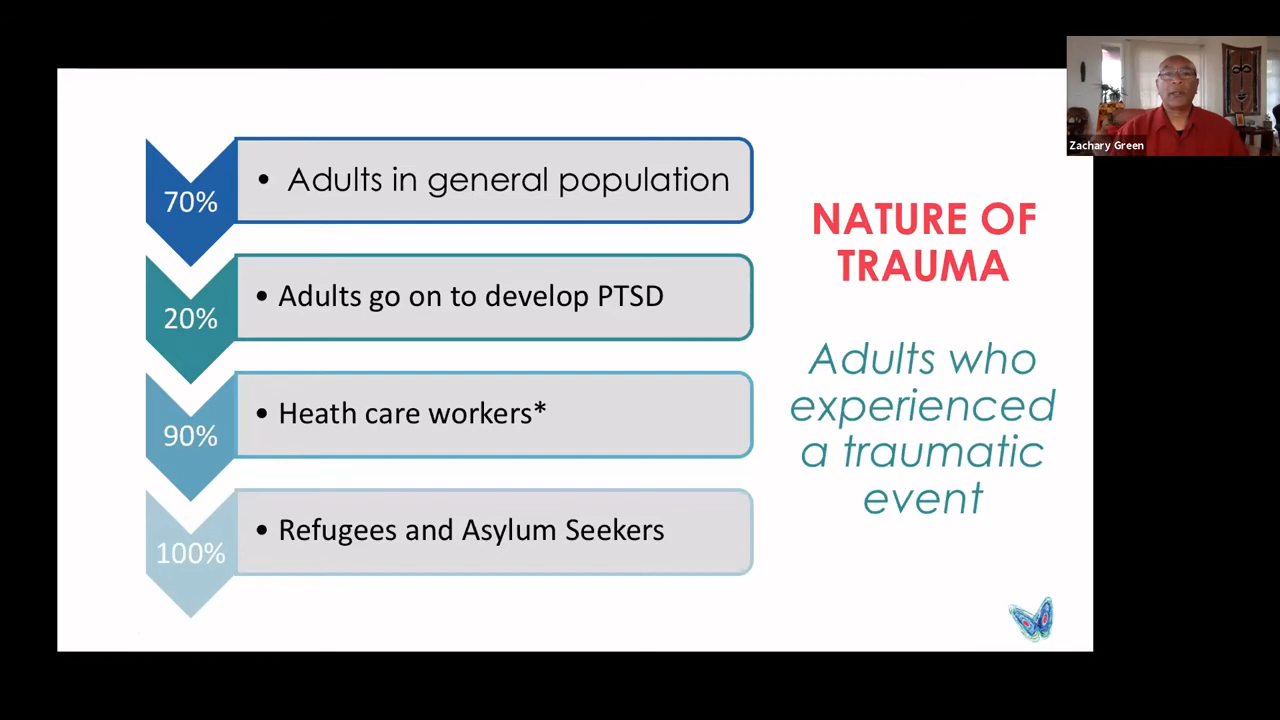 70%
• Adults in general population
20%
• Adults go on to develop PTSD
90%
• Heath care workers*
100%
• Refugees and Asylum Seekers
NATURE OF
TRAUMA
Adults who
experienced
a traumatic
event
Zachary Green